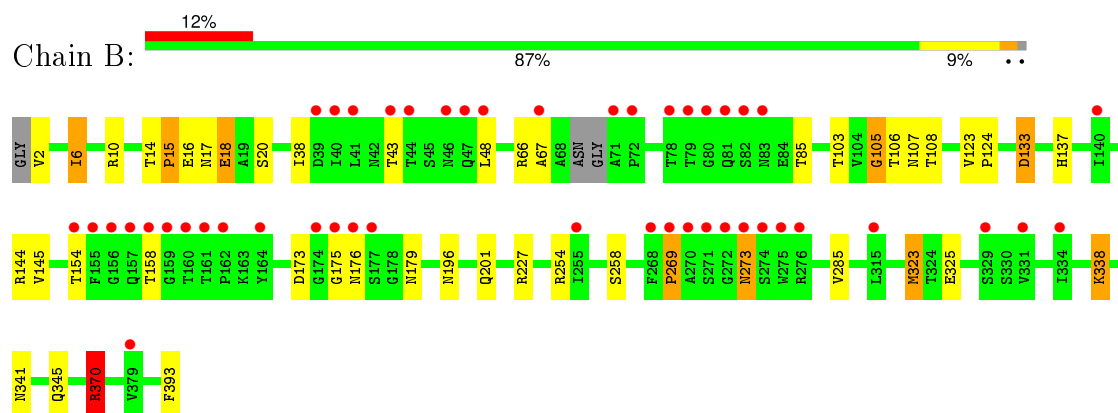 12%
Chain B:
87% 9% • •
GLY V2 I6 R10 T14 P15 E16 N17 E18 A19 S20 I38 D39 I40 L41 N42 T43 T44 S45 N46 Q47 L48 R66 A67 A68 ASN GLY A71 P72 T78 T79 G80 Q81 S82 N83 E84 T85 T103 V104 G105 T106 N107 T108 V123 P124 D133 H137 I140
R144 V145 T154 F155 G156 Q157 T158 G159 T160 T161 P162 K163 Y164 D173 G174 G175 N176 S177 G178 N179 N196 Q201 R227 R254 I255 S258 F268 P269 A270 S271 G272 N273 S274 W275 R276 V285 L315 M323 T324 E325 S329 S330 V331 I334 K338
N341 Q345 R370 V379 F393